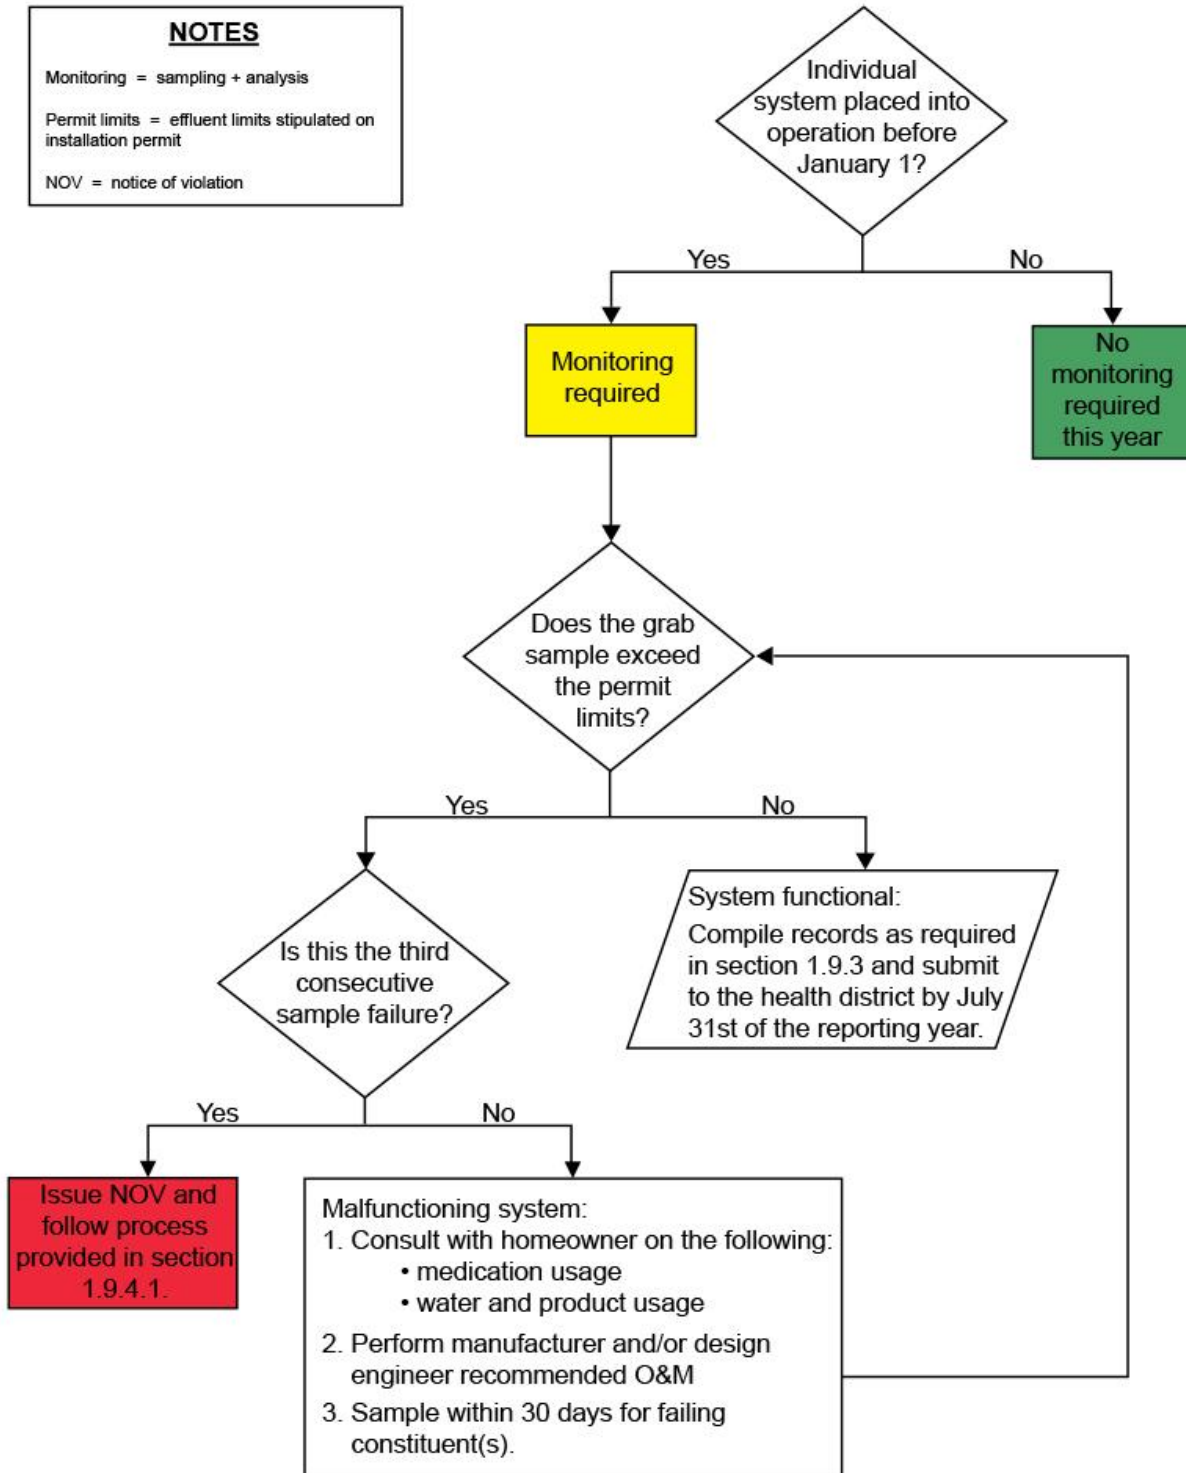 NOTES
Monitoring = sampling + analysis
Permit limits = effluent limits stipulated on
installation permit
NOV = notice of violation
Individual
system placed into
operation before
January 1?
Yes
No
Monitoring
required
No
monitoring
required
this year
Does the grab
sample exceed
the permit
limits?
Yes
No
Is this the third
consecutive
sample failure?
System functional:
Compile records as required
in section 1.9.3 and submit
to the health district by July
31st of the reporting year.
Yes
No
Issue NOV and
follow process
provided in section
1.9.4.1.
Malfunctioning system:
1. Consult with homeowner on the following:
• medication usage
• water and product usage
2. Perform manufacturer and/or design
engineer recommended O&M
3. Sample within 30 days for failing
constituent(s).